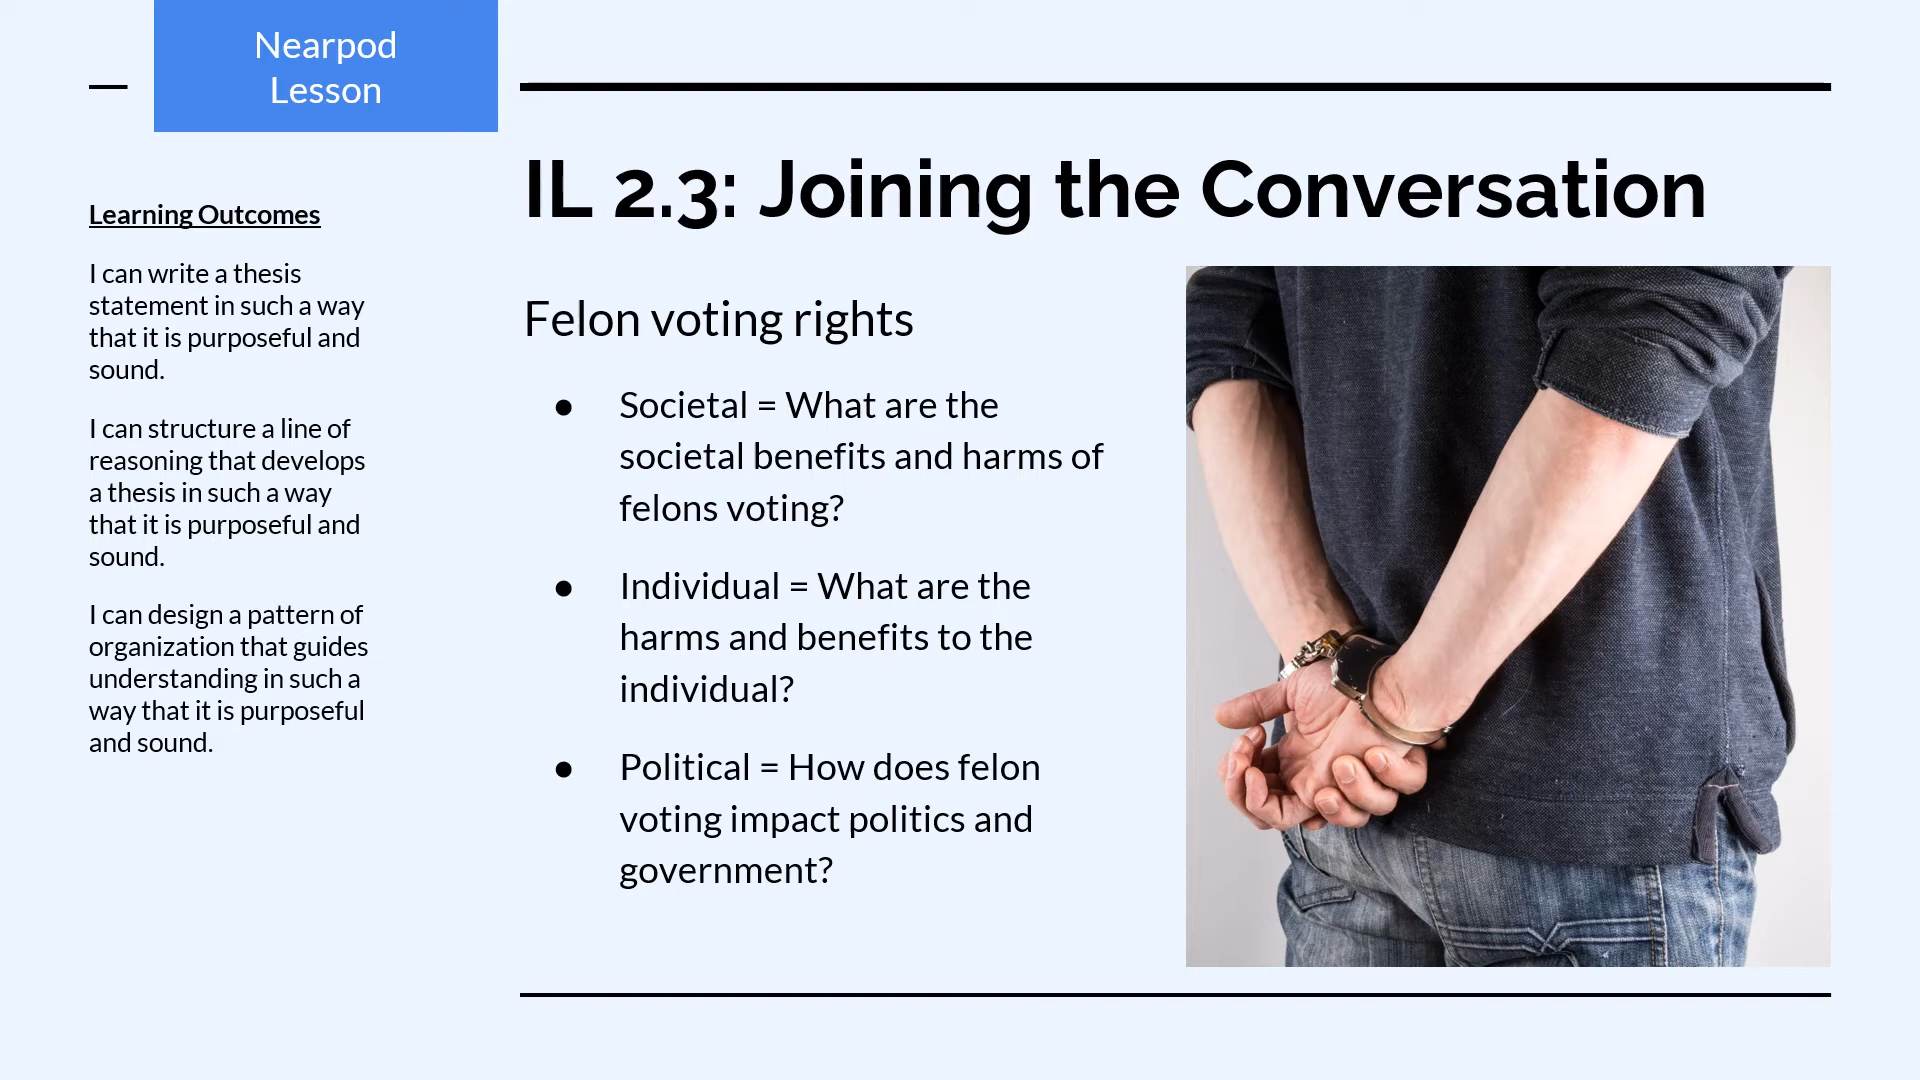 Nearpod
Lesson
IL 2.3: Joining the Conversation
Learning Outcomes
I can write a thesis
statement in such a way
that it is purposeful and
sound.
I can structure a line of
reasoning that develops
a thesis in such a way
that it is purposeful and
sound.
I can design a pattern of
organization that guides
understanding in such a
way that it is purposeful
and sound.
Felon voting rights
● Societal = What are the
societal benefits and harms of
felons voting?
● Individual = What are the
harms and benefits to the
individual?
● Political = How does felon
voting impact politics and
government?